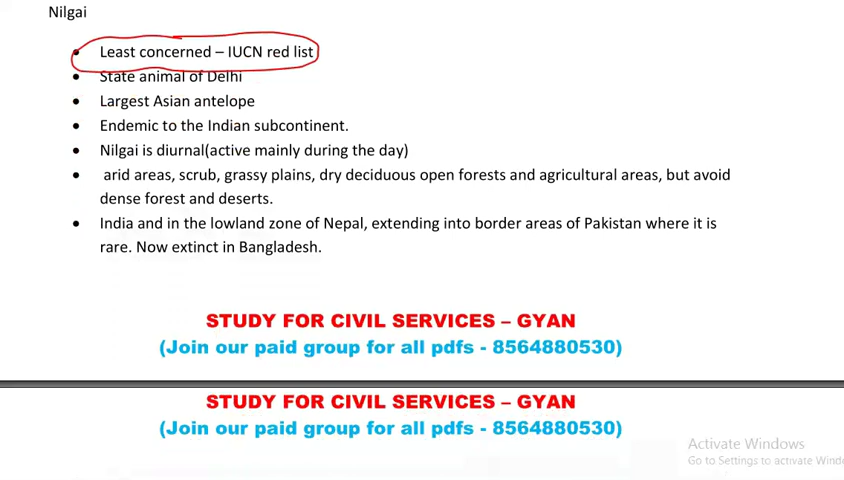 Nilgai
• Least concerned – IUCN red list
• State animal of Delhi
• Largest Asian antelope
• Endemic to the Indian subcontinent.
• Nilgai is diurnal(active mainly during the day)
• arid areas, scrub, grassy plains, dry deciduous open forests and agricultural areas, but avoid
dense forest and deserts.
• India and in the lowland zone of Nepal, extending into border areas of Pakistan where it is
rare. Now extinct in Bangladesh.
STUDY FOR CIVIL SERVICES – GYAN
(Join our paid group for all pdfs - 8564880530)
STUDY FOR CIVIL SERVICES – GYAN
(Join our paid group for all pdfs - 8564880530)
Activate Windows
Go to Settings to activate Wind